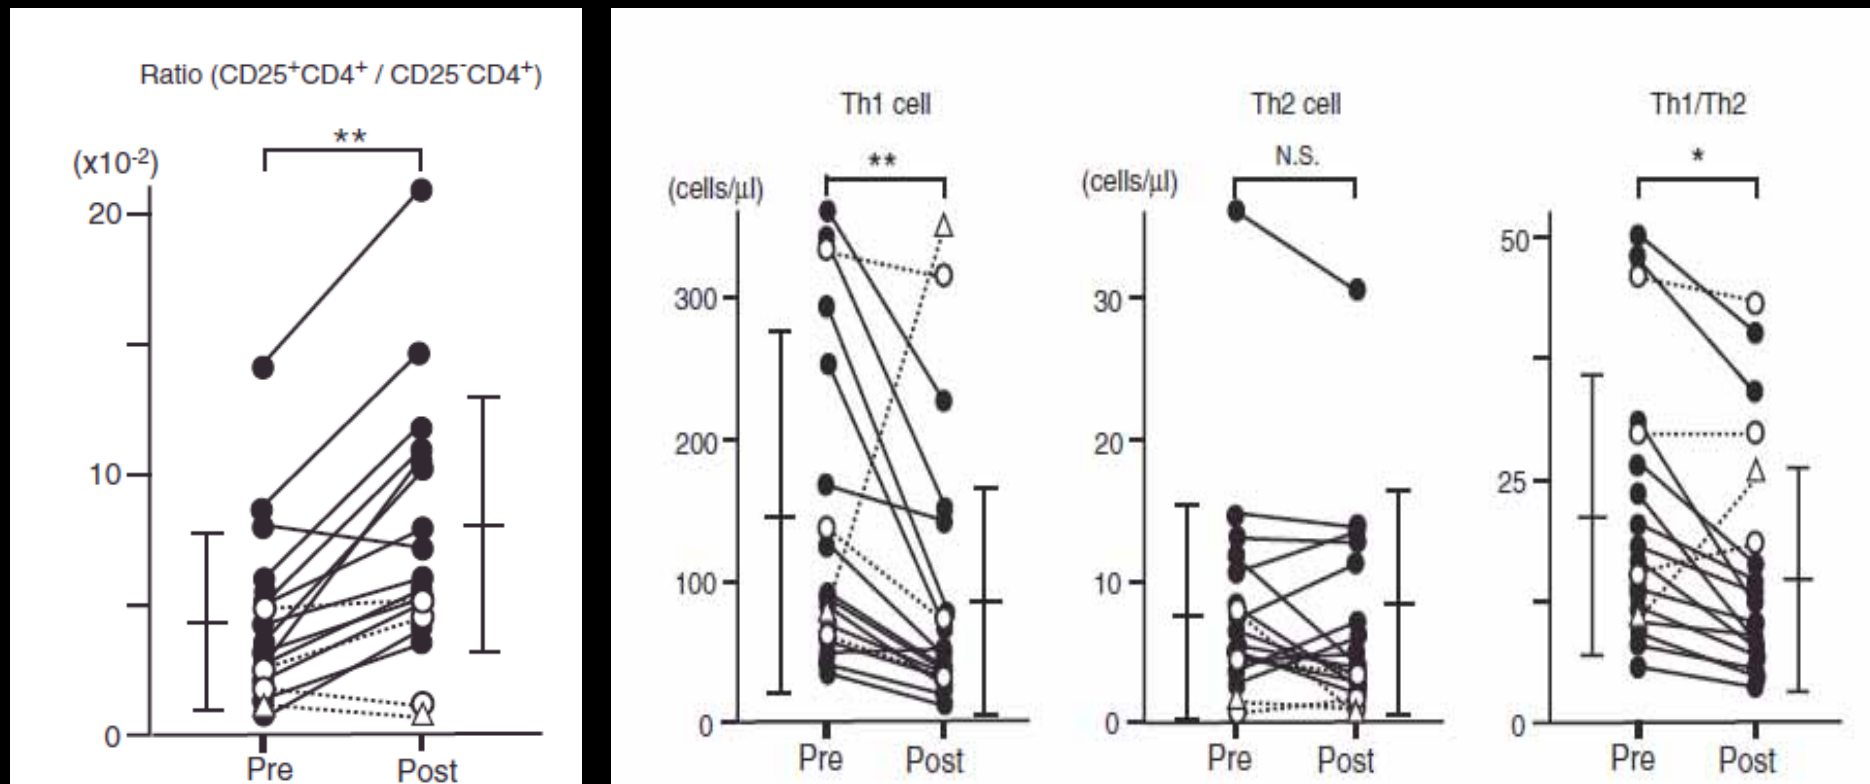 Ratio (CD25⁺CD4⁺ / CD25⁻CD4⁺)
**
(x10⁻²)
20
10
0
Pre Post
Th1 cell
**
(cells/μl)
300
200
100
0
Pre Post
Th2 cell
N.S.
(cells/μl)
30
20
10
0
Pre Post
Th1/Th2
*
50
25
0
Pre Post